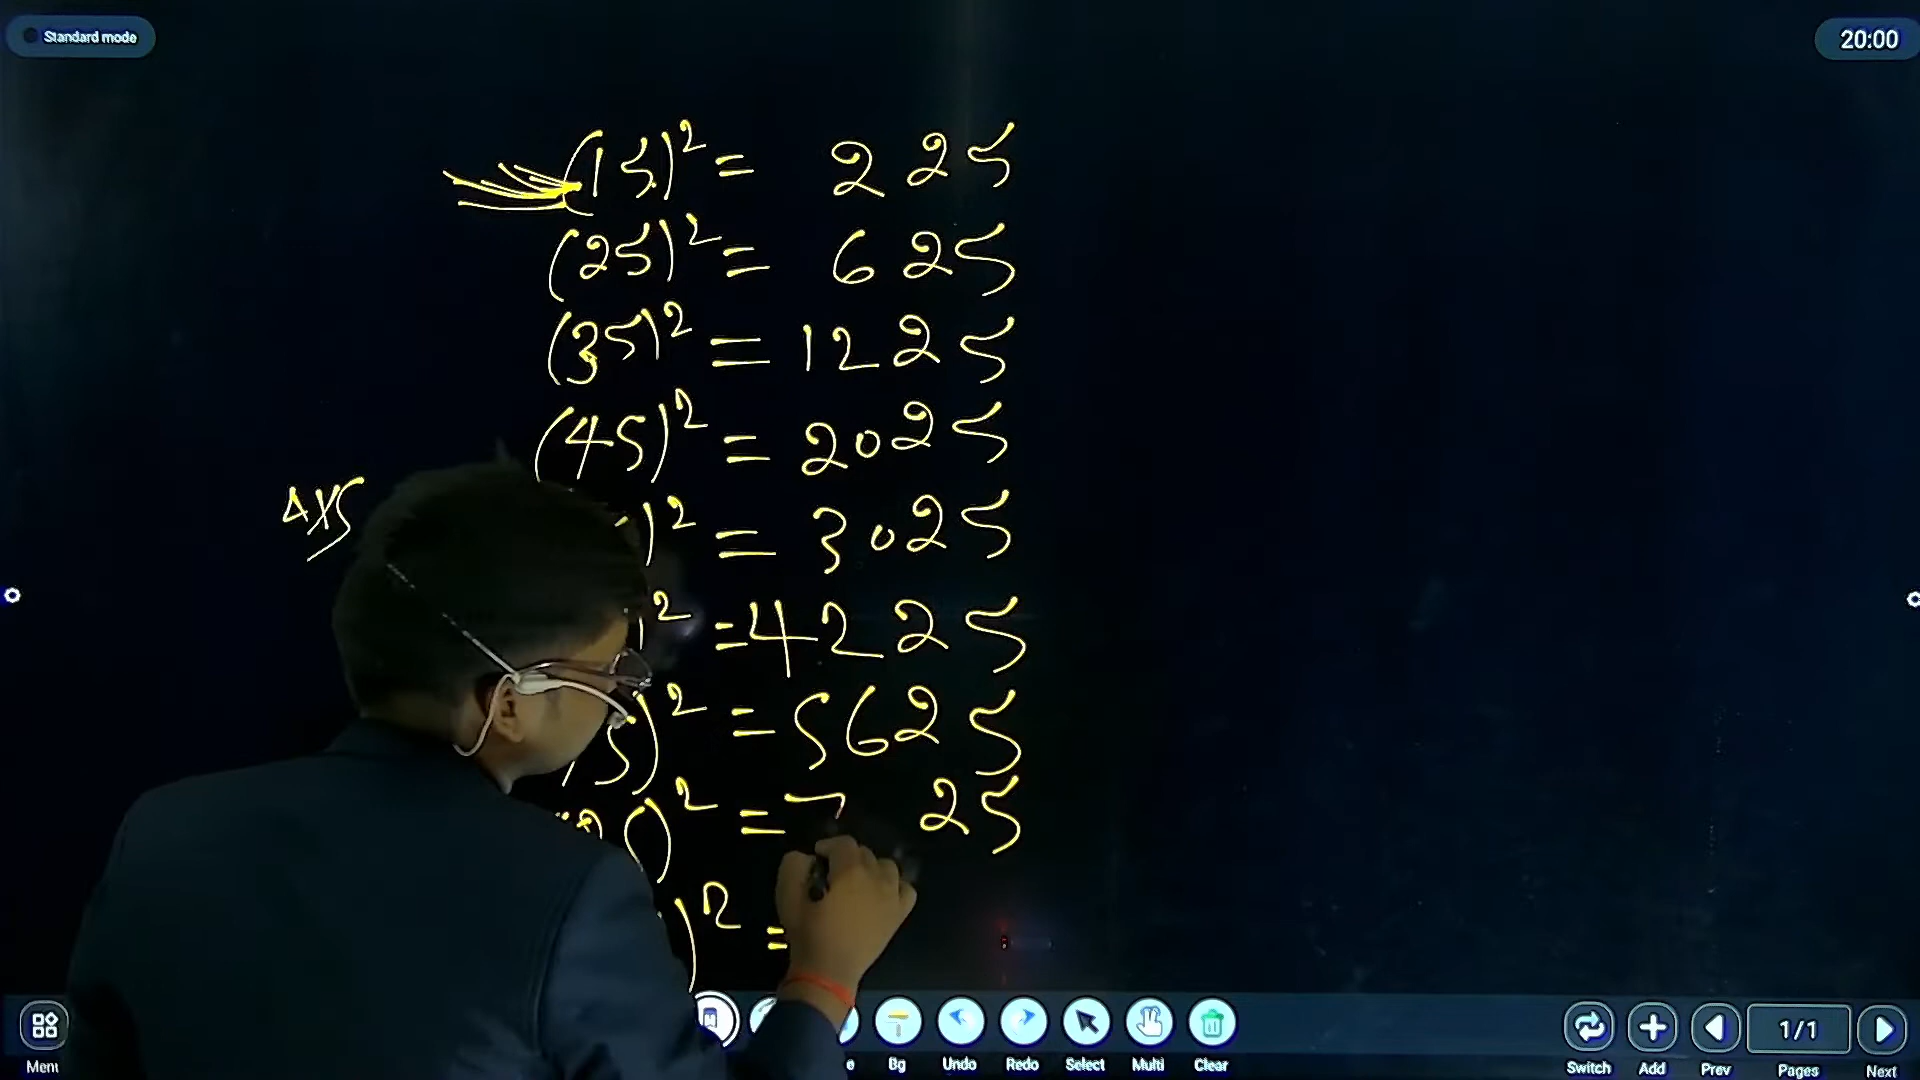 Standard mode
20:00
(15)² = 225
(25)² = 625
(35)² = 1225
(45)² = 2025
4x5
)² = 3025
² = 4225
5)² = 5625
)² = 7 25
)² =
Menu
Bg
Undo
Redo
Select
Multi
Clear
Switch
Add
Prev
1/1
Pages
Next